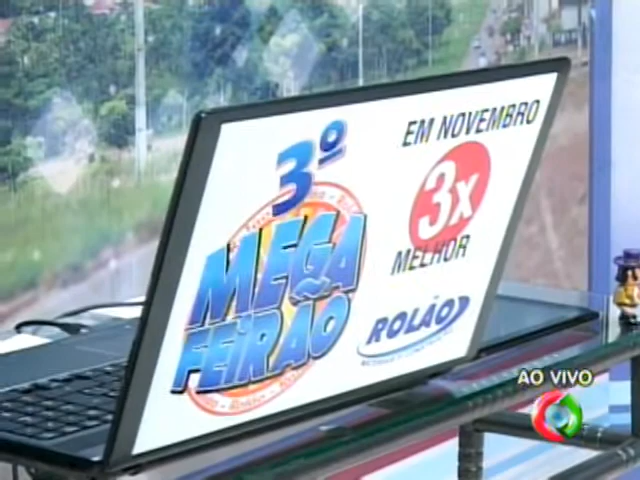 3º
MEGA
FEIRÃO
EM NOVEMBRO
3x
MELHOR
ROLÃO
AO VIVO